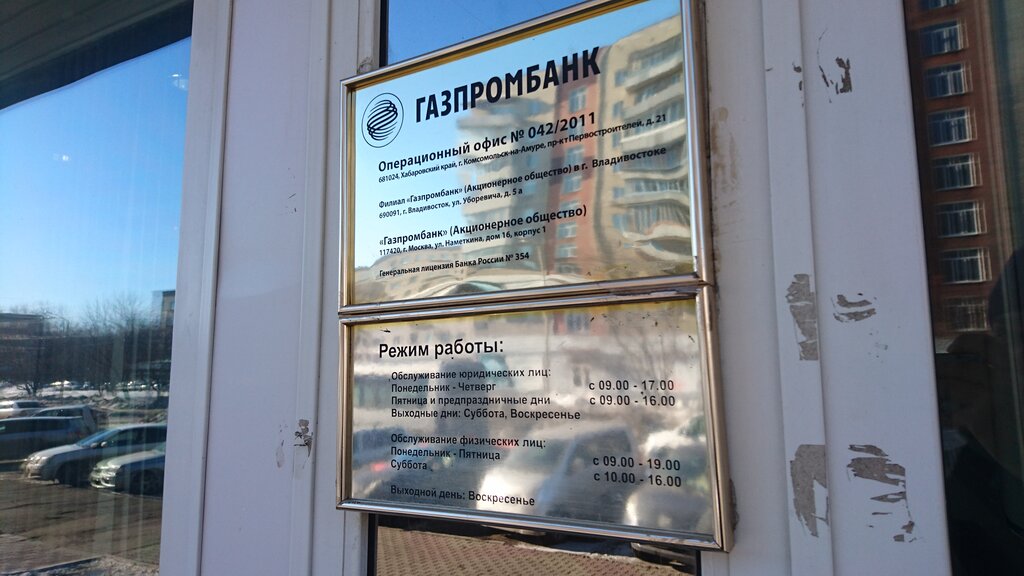 ГАЗПРОМБАНК
Операционный офис № 042/2011
681024, Хабаровский край, г. Комсомольск-на-Амуре, пр-кт Первостроителей, д. 21
Филиал «Газпромбанк» (Акционерное общество) в г. Владивостоке
690091, г. Владивосток, ул. Уборевича, д. 5 а
«Газпромбанк» (Акционерное общество)
117420, г. Москва, ул. Наметкина, дом 16, корпус 1
Генеральная лицензия Банка России № 354
Режим работы:
Обслуживание юридических лиц:
Понедельник - Четверг с 09.00 - 17.00
Пятница и предпраздничные дни с 09.00 - 16.00
Выходные дни: Суббота, Воскресенье
Обслуживание физических лиц:
Понедельник - Пятница с 09.00 - 19.00
Суббота с 10.00 - 16.00
Выходной день: Воскресенье